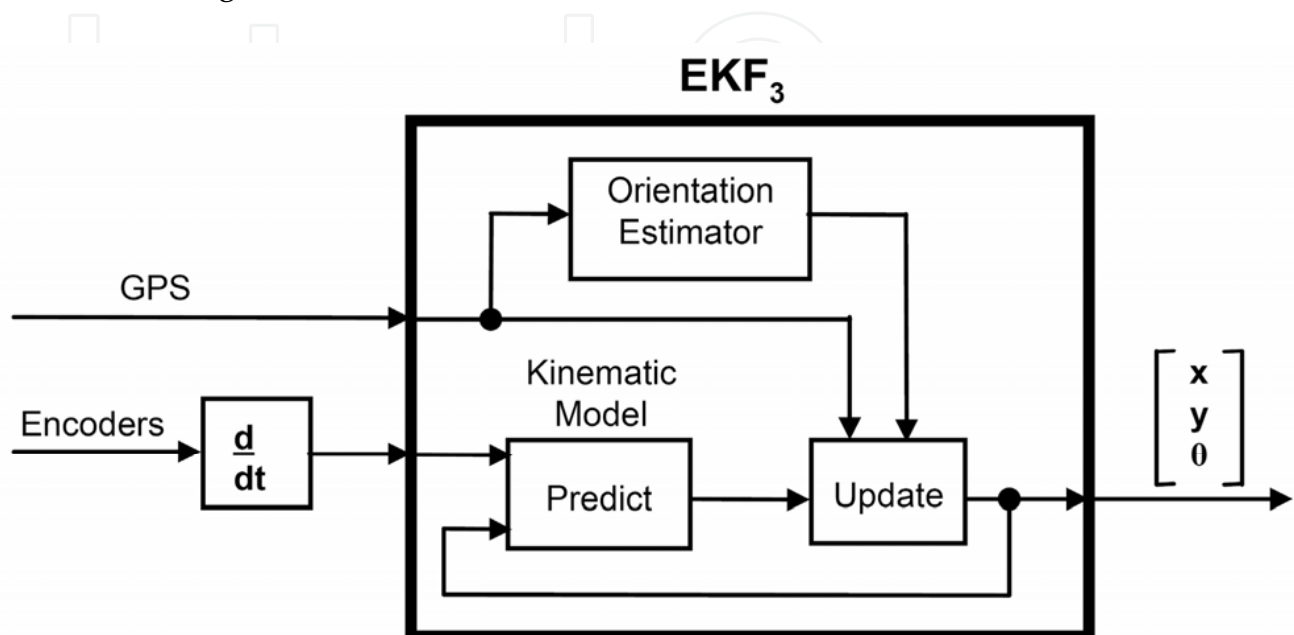 EKF₃
Orientation
Estimator
GPS
Kinematic
Model
Encoders
d
dt
Predict
Update
x
y
θ